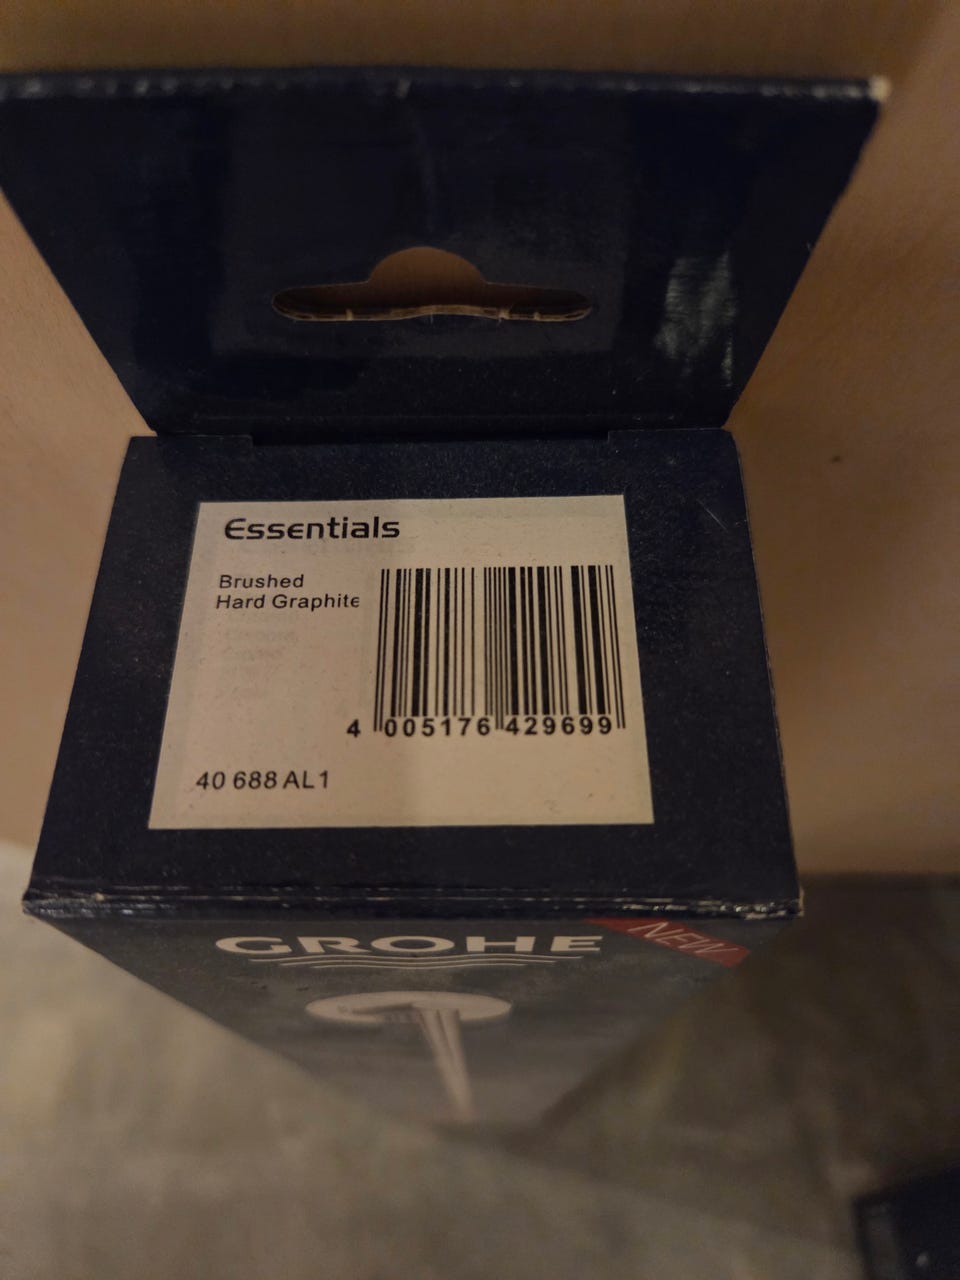 Essentials
Brushed
Hard Graphite
4 005176 429699
40 688 AL1
GROHE
NEW